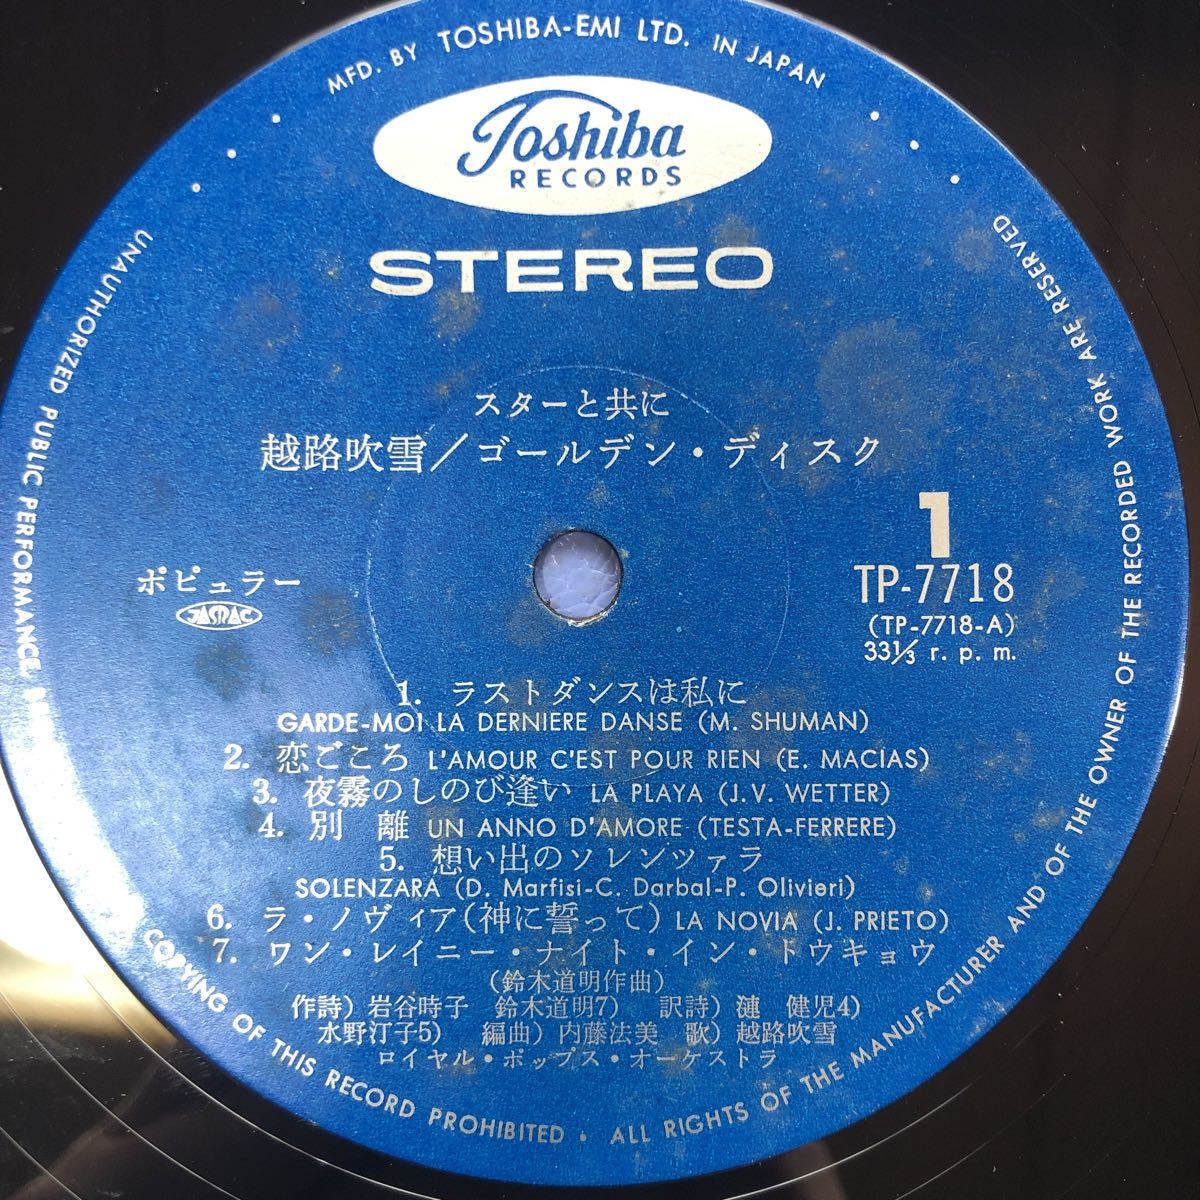 MFD. BY TOSHIBA-EMI LTD. IN JAPAN
Toshiba
RECORDS
STEREO
スターと共に
越路吹雪/ゴールデン・ディスク
1
ポピュラー
JASRAC
TP-7718
(TP-7718-A)
33⅓ r. p. m.
1. ラストダンスは私に
GARDE-MOI LA DERNIERE DANSE (M. SHUMAN)
2. 恋ごころ L'AMOUR C'EST POUR RIEN (E. MACÍAS)
3. 夜霧のしのび逢い LA PLAYA (J.V. WETTER)
4. 別 離 UN ANNO D'AMORE (TESTA-FERRERE)
5. 想い出のソレンツァラ
SOLENZARA (D. Marfisi-C. Darbal-P. Olivieri)
6. ラ・ノヴィア(神に誓って) LA NOVIA (J. PRIETO)
7. ワン・レイニー・ナイト・イン・トウキョウ
(鈴木道明作曲)
作詩) 岩谷時子 鈴木道明7) 訳詩) 漣 健児4)
水野汀子5) 編曲) 内藤法美 歌) 越路吹雪
ロイヤル・ポップス・オーケストラ
UNAUTHORIZED PUBLIC PERFORMANCE
COPYING OF THIS RECORD PROHIBITED • ALL RIGHTS OF THE MANUFACTURER AND OF THE OWNER OF THE RECORDED WORK ARE RESERVED